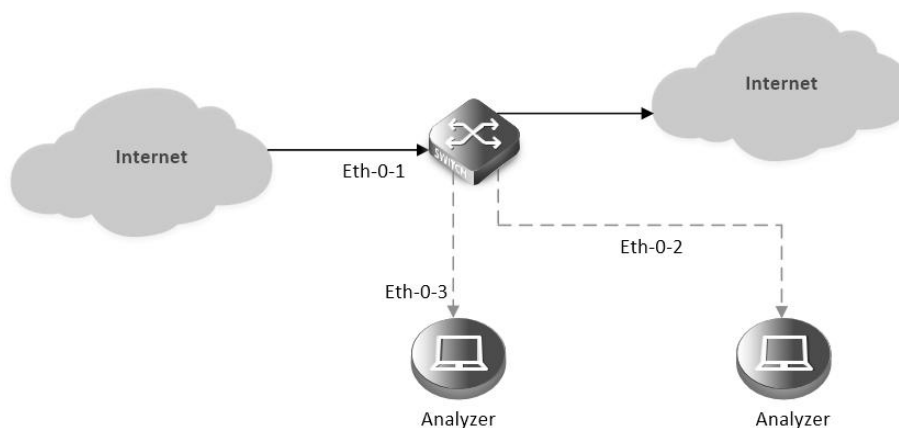 Internet
Internet
SWITCH
Eth-0-1
Eth-0-2
Eth-0-3
Analyzer
Analyzer